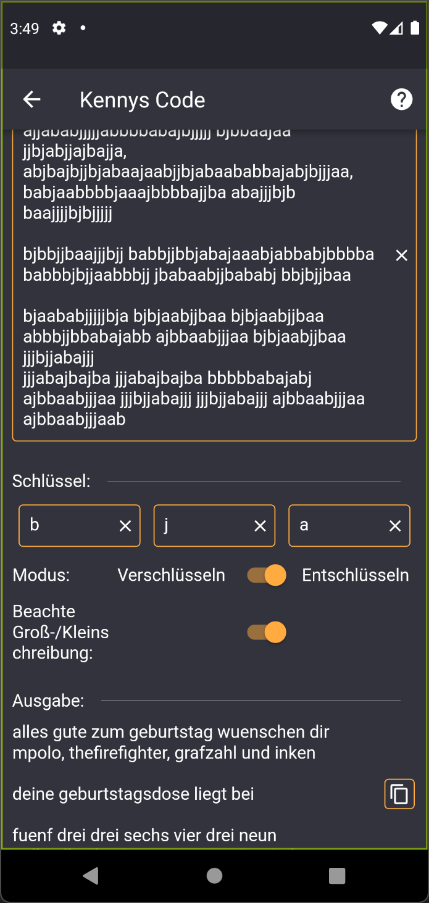 3:49
Kennys Code
ajjababjjjjjabbbbababajbjjjjj bjbbaajaa
jjbjabjjajbajja,
abjbajbjjbjabaajaabjjbjabaababbajabjbjjjaa,
babjaabbbbjaaajbbbbajjba abajjjbjb
baajjjjbjbjjjjj
bjbbjjbaajjjbjj babbjjbbjabajaaabjabbabjbbbba
babbbjbjjaabbbjj jbabaabjjbababj bbjbjjbaa
bjaababjjjjjbja bjbjaabjjbaa bjbjaabjjbaa
abbbjjbbabajabb ajbbaabjjjaa bjbjaabjjbaa
jjjbjjabajjj
jjjabajbajba jjjabajbajba bbbbbabajabj
ajbbaabjjjaa jjjbjjabajjj jjjbjjabajjj ajbbaabjjjaa
ajbbaabjjjaab
Schlüssel:
b
j
a
Modus: Verschlüsseln Entschlüsseln
Beachte
Groß-/Kleins
chreibung:
Ausgabe:
alles gute zum geburtstag wuenschen dir
mpolo, thefirefighter, grafzahl und inken
deine geburtstagsdose liegt bei
fuenf drei drei sechs vier drei neun